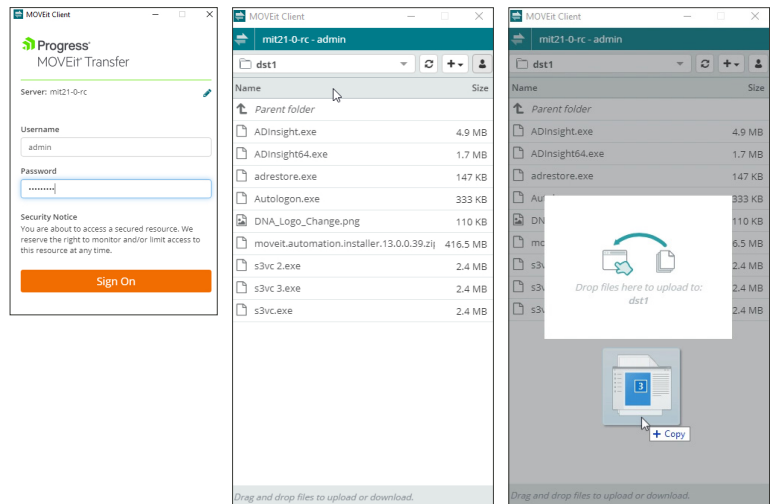 MOVEit Client
Progress®
MOVEit® Transfer
Server: mit21-0-rc
Username
admin
Password
•••••••••
Security Notice
You are about to access a secured resource. We
reserve the right to monitor and/or limit access to
this resource at any time.
Sign On
MOVEit Client
mit21-0-rc - admin
dst1
Name Size
Parent folder
ADInsight.exe 4.9 MB
ADInsight64.exe 1.7 MB
adrestore.exe 147 KB
Autologon.exe 333 KB
DNA_Logo_Change.png 110 KB
moveit.automation.installer.13.0.0.39.zip 416.5 MB
s3vc 2.exe 2.4 MB
s3vc 3.exe 2.4 MB
s3vc.exe 2.4 MB
Drag and drop files to upload or download.
MOVEit Client
mit21-0-rc - admin
dst1
Name Size
Parent folder
ADInsight.exe 4.9 MB
ADInsight64.exe 1.7 MB
adrestore.exe 147 KB
333 KB
DN 110 KB
mo 6.5 MB
2.4 MB
2.4 MB
2.4 MB
Drop files here to upload to:
dst1
3
+ Copy
Drag and drop files to upload or download.